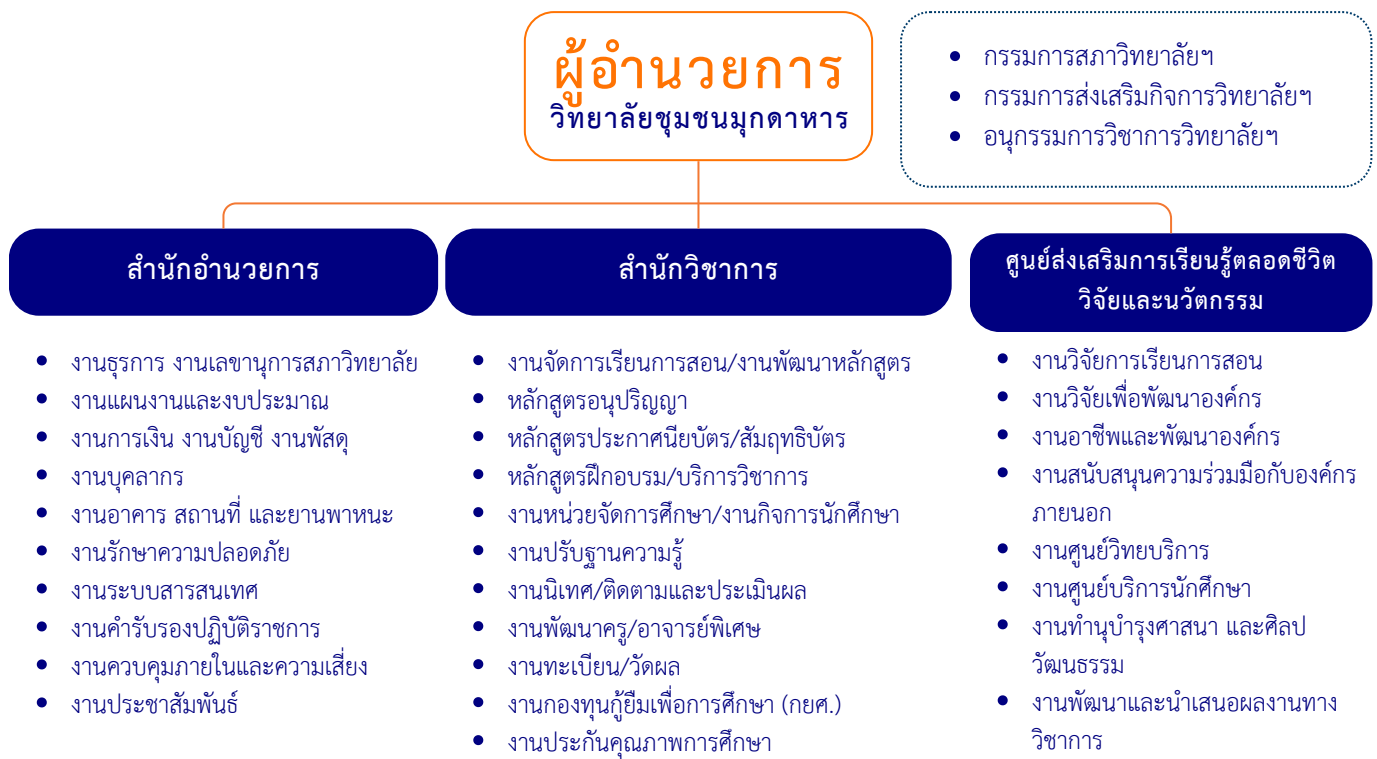 ผู้อำนวยการ
วิทยาลัยชุมชนมุกดาหาร
• กรรมการสภาวิทยาลัยฯ
• กรรมการส่งเสริมกิจการวิทยาลัยฯ
• อนุกรรมการวิชาการวิทยาลัยฯ
สำนักอำนวยการ
• งานธุรการ งานเลขานุการสภาวิทยาลัย
• งานแผนงานและงบประมาณ
• งานการเงิน งานบัญชี งานพัสดุ
• งานบุคลากร
• งานอาคาร สถานที่ และยานพาหนะ
• งานรักษาความปลอดภัย
• งานระบบสารสนเทศ
• งานคำรับรองปฏิบัติราชการ
• งานควบคุมภายในและความเสี่ยง
• งานประชาสัมพันธ์
สำนักวิชาการ
• งานจัดการเรียนการสอน/งานพัฒนาหลักสูตร
• หลักสูตรอนุปริญญา
• หลักสูตรประกาศนียบัตร/สัมฤทธิบัตร
• หลักสูตรฝึกอบรม/บริการวิชาการ
• งานหน่วยจัดการศึกษา/งานกิจการนักศึกษา
• งานปรับฐานความรู้
• งานนิเทศ/ติดตามและประเมินผล
• งานพัฒนาครู/อาจารย์พิเศษ
• งานทะเบียน/วัดผล
• งานกองทุนกู้ยืมเพื่อการศึกษา (กยศ.)
• งานประกันคุณภาพการศึกษา
ศูนย์ส่งเสริมการเรียนรู้ตลอดชีวิต
วิจัยและนวัตกรรม
• งานวิจัยการเรียนการสอน
• งานวิจัยเพื่อพัฒนาองค์กร
• งานอาชีพและพัฒนาองค์กร
• งานสนับสนุนความร่วมมือกับองค์กร
ภายนอก
• งานศูนย์วิทยบริการ
• งานศูนย์บริการนักศึกษา
• งานทำนุบำรุงศาสนา และศิลป
วัฒนธรรม
• งานพัฒนาและนำเสนอผลงานทาง
วิชาการ